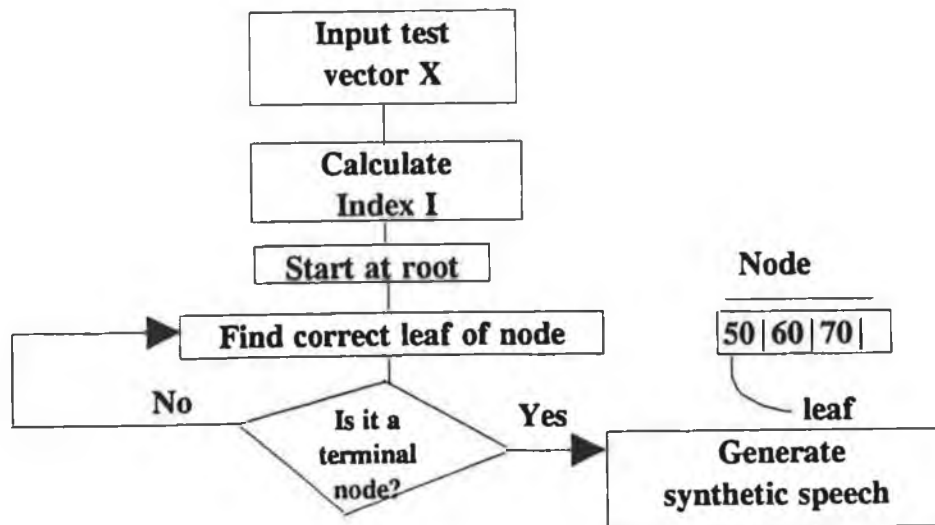 Input test
vector X
Calculate
Index I
Start at root
Find correct leaf of node
No
Is it a
terminal
node?
Yes
Node
50|60|70|
leaf
Generate
synthetic speech